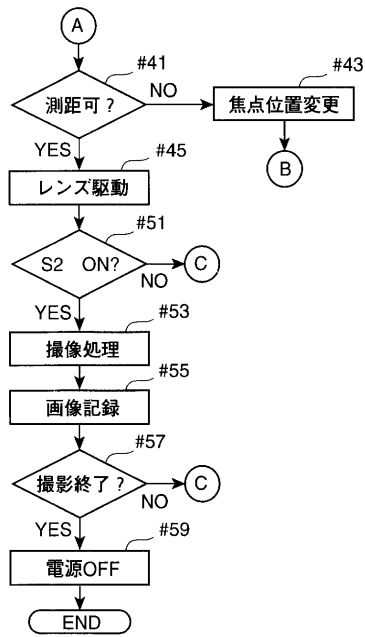 A
#41
測距可？
NO
#43
焦点位置変更
B
YES
#45
レンズ駆動
#51
S2 ON?
C
NO
YES
#53
撮像処理
#55
画像記録
#57
撮影終了？
C
NO
YES
#59
電源OFF
END